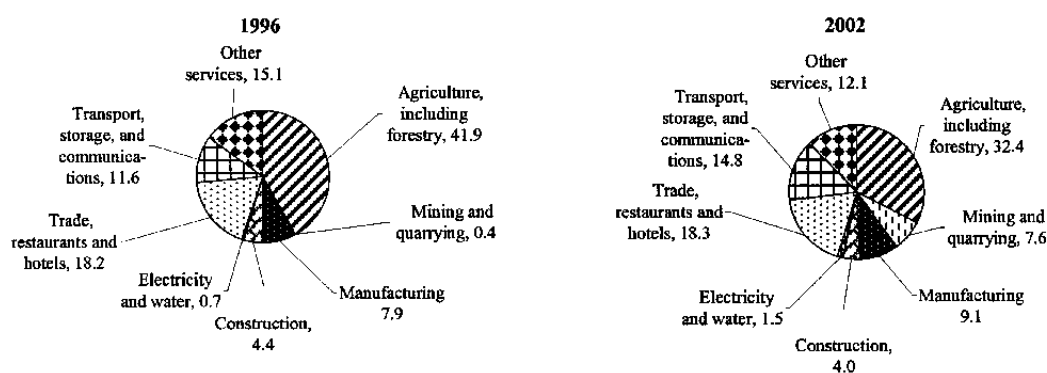 1996
Other
services, 15.1
Agriculture,
including
forestry, 41.9
Transport,
storage, and
communica-
tions, 11.6
Trade,
restaurants and
hotels, 18.2
Mining and
quarrying, 0.4
Electricity
and water, 0.7
Manufacturing
7.9
Construction,
4.4
2002
Other
services, 12.1
Agriculture,
including
forestry, 32.4
Transport,
storage, and
communica-
tions, 14.8
Trade,
restaurants and
hotels, 18.3
Mining and
quarrying, 7.6
Electricity
and water, 1.5
Manufacturing
9.1
Construction,
4.0